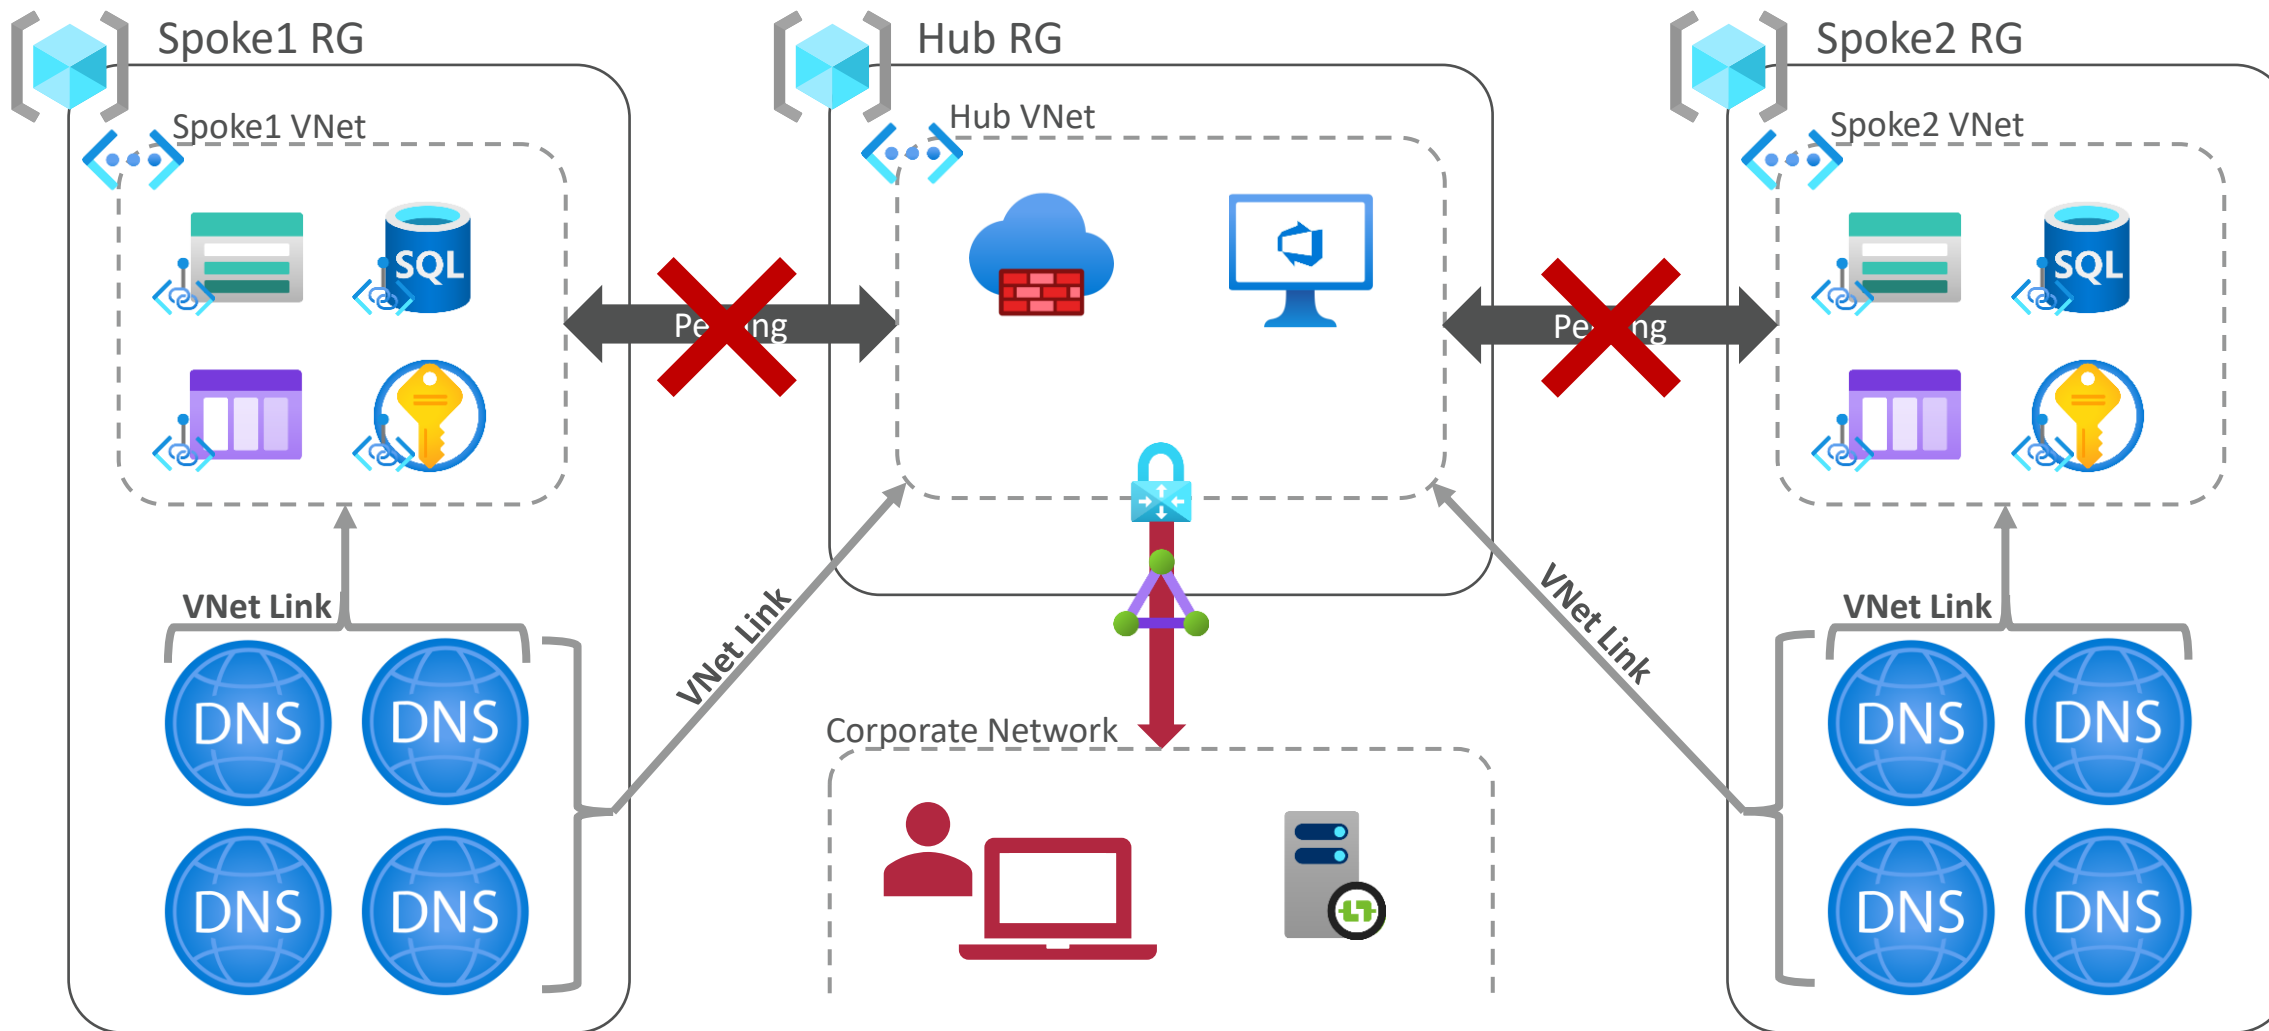 Spoke1 RG
Hub RG
Spoke2 RG
Spoke1 VNet
Hub VNet
Spoke2 VNet
SQL
SQL
VNet Link
VNet Link
VNet Link
VNet Link
DNS
DNS
DNS
DNS
Corporate Network
DNS
DNS
DNS
DNS